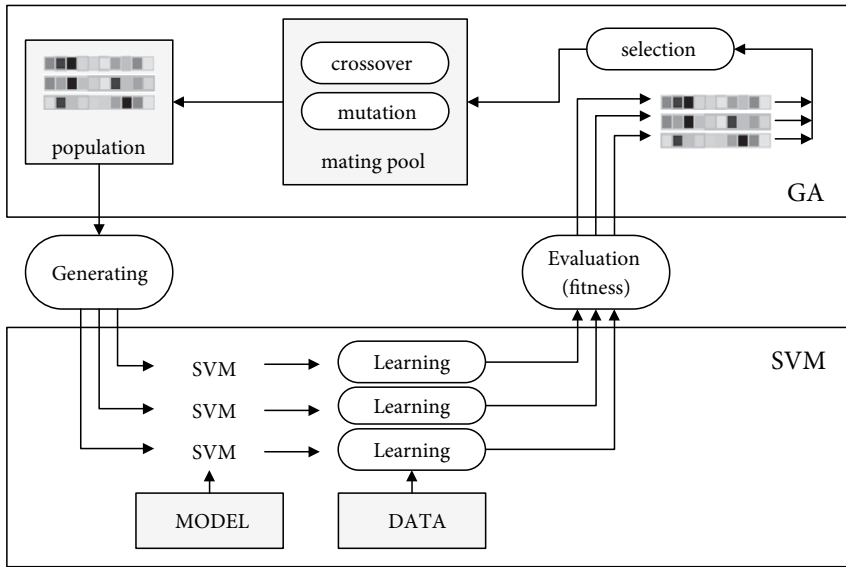 selection
crossover
mutation
mating pool
population
GA
Generating
Evaluation
(fitness)
SVM
SVM
Learning
SVM
Learning
SVM
Learning
MODEL
DATA